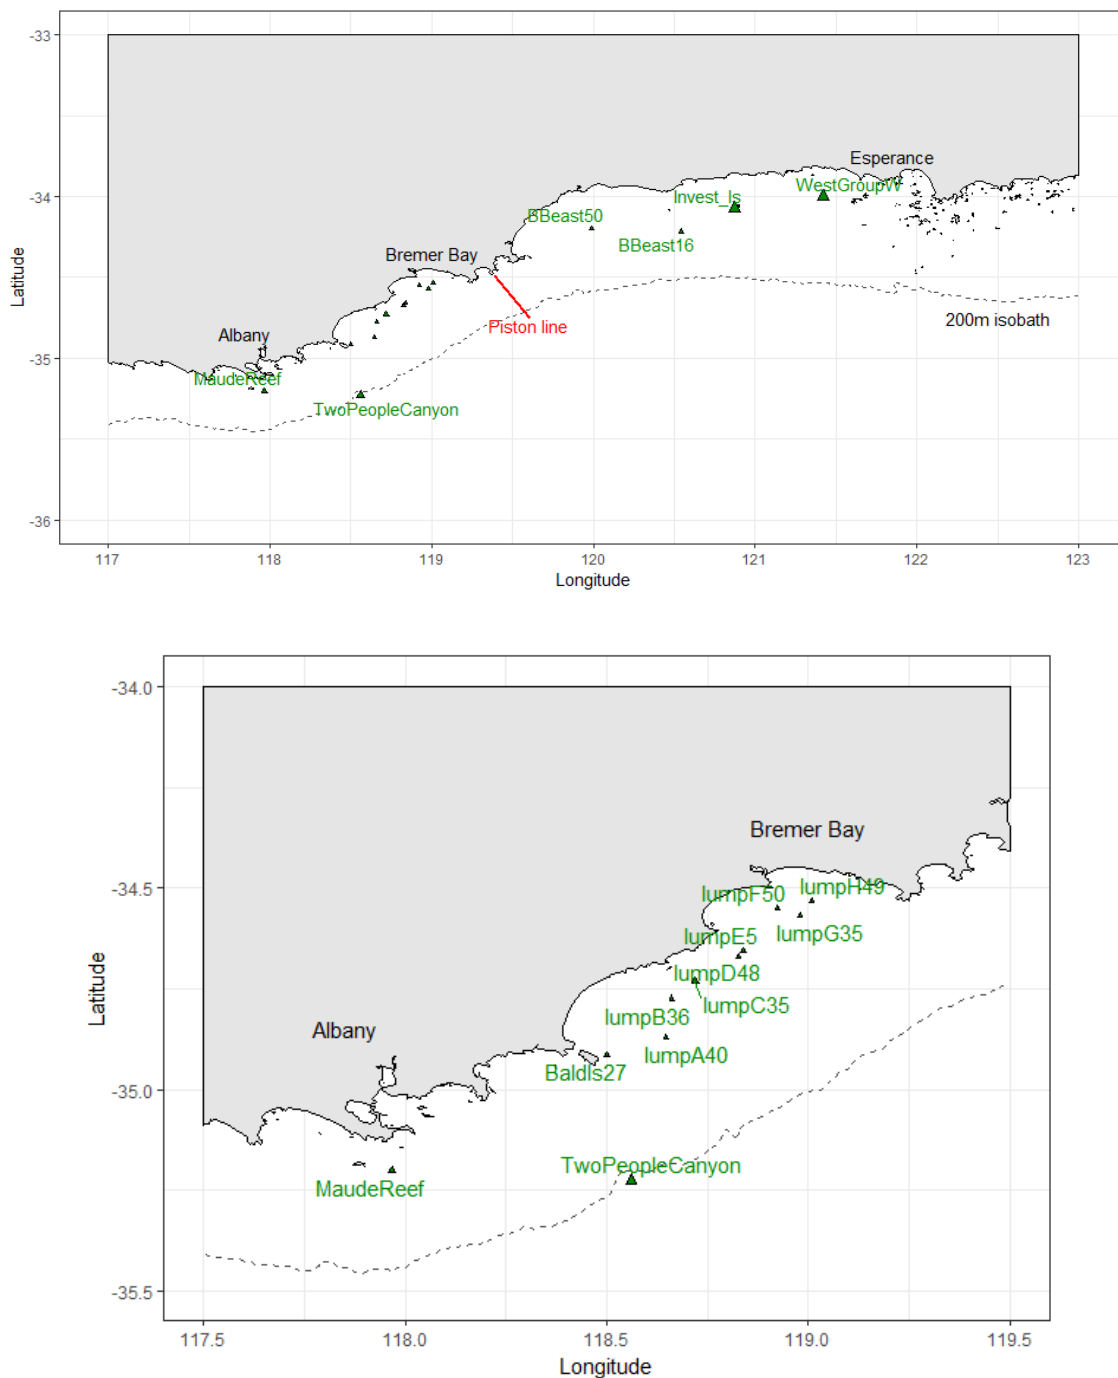 -33
Esperance
WestGroupW
-34
Invest_Is
BBeast50
BBeast16
Bremer Bay
Latitude
Piston line
200m isobath
Albany
-35
MaudeReef
TwoPeopleCanyon
-36
117 118 119 120 121 122 123
Longitude
-34.0
Bremer Bay
-34.5
lumpF50 lumpH49
lumpE5 lumpG35
lumpD48
lumpC35
Latitude
lumpB36
Albany
lumpA40
BaldIs27
-35.0
TwoPeopleCanyon
MaudeReef
-35.5
117.5 118.0 118.5 119.0 119.5
Longitude